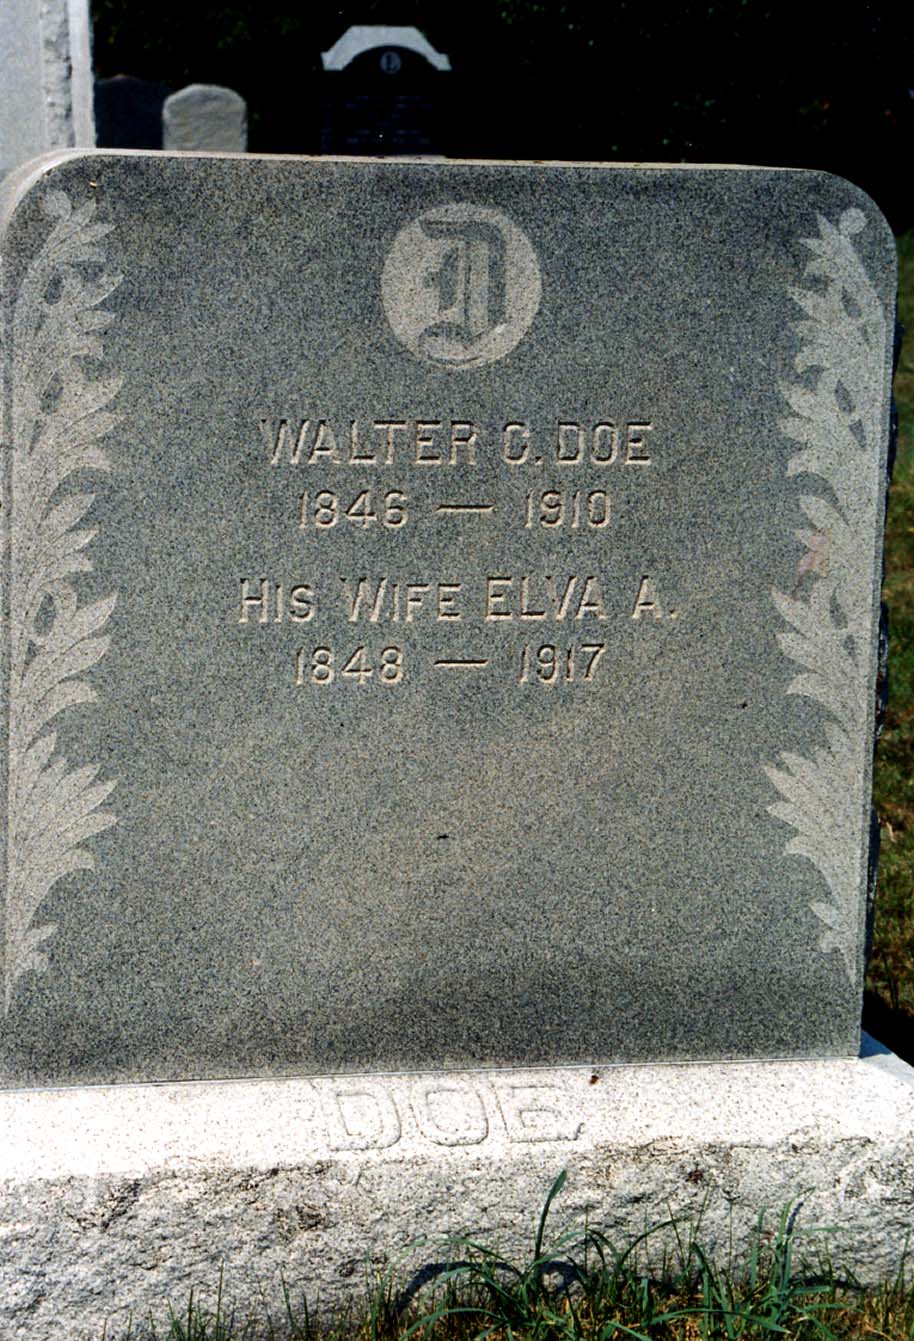 D
WALTER C. DOE
1846 — 1910
HIS WIFE ELVA A.
1848 — 1917
DOE